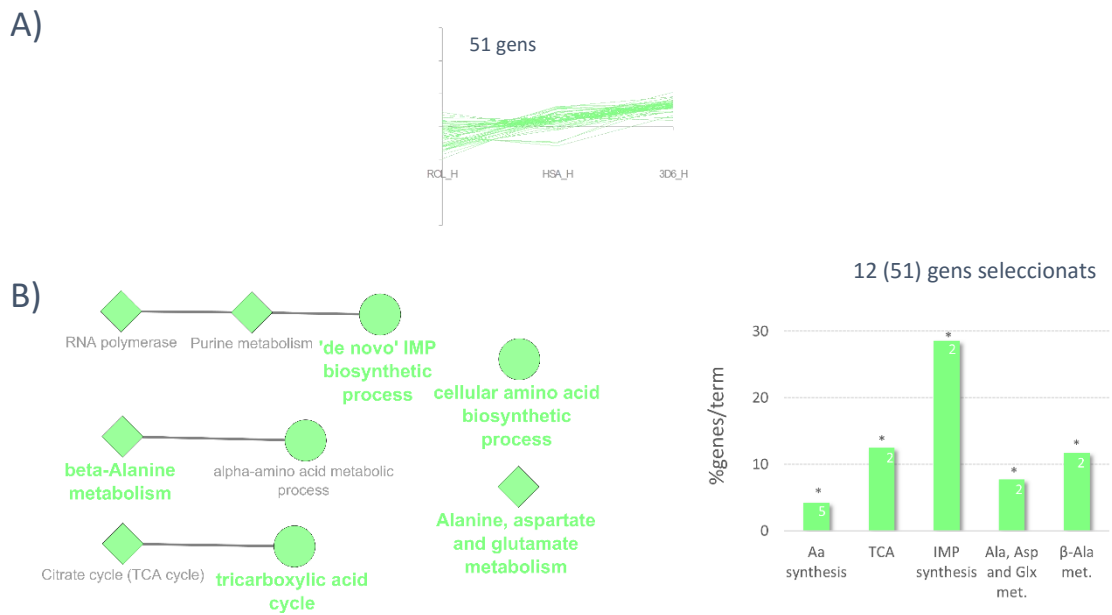 A)
51 gens
ROL_H
HSA_H
3D6_H
B)
RNA polymerase
Purine metabolism
'de novo' IMP
biosynthetic
process
cellular amino acid
biosynthetic
process
beta-Alanine
metabolism
alpha-amino acid metabolic
process
Alanine, aspartate
and glutamate
metabolism
Citrate cycle (TCA cycle)
tricarboxylic acid
cycle
12 (51) gens seleccionats
%genes/term
30
20
10
0
*
5
*
2
*
2
*
2
*
2
Aa
synthesis
TCA
IMP
synthesis
Ala, Asp
and Glx
met.
β-Ala
met.